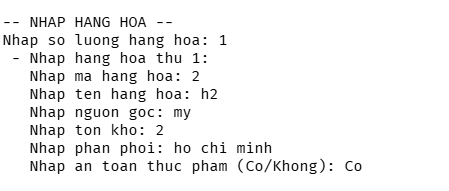 -- NHAP HANG HOA --
Nhap so luong hang hoa: 1
- Nhap hang hoa thu 1:
Nhap ma hang hoa: 2
Nhap ten hang hoa: h2
Nhap nguon goc: my
Nhap ton kho: 2
Nhap phan phoi: ho chi minh
Nhap an toan thuc pham (Co/Khong): Co